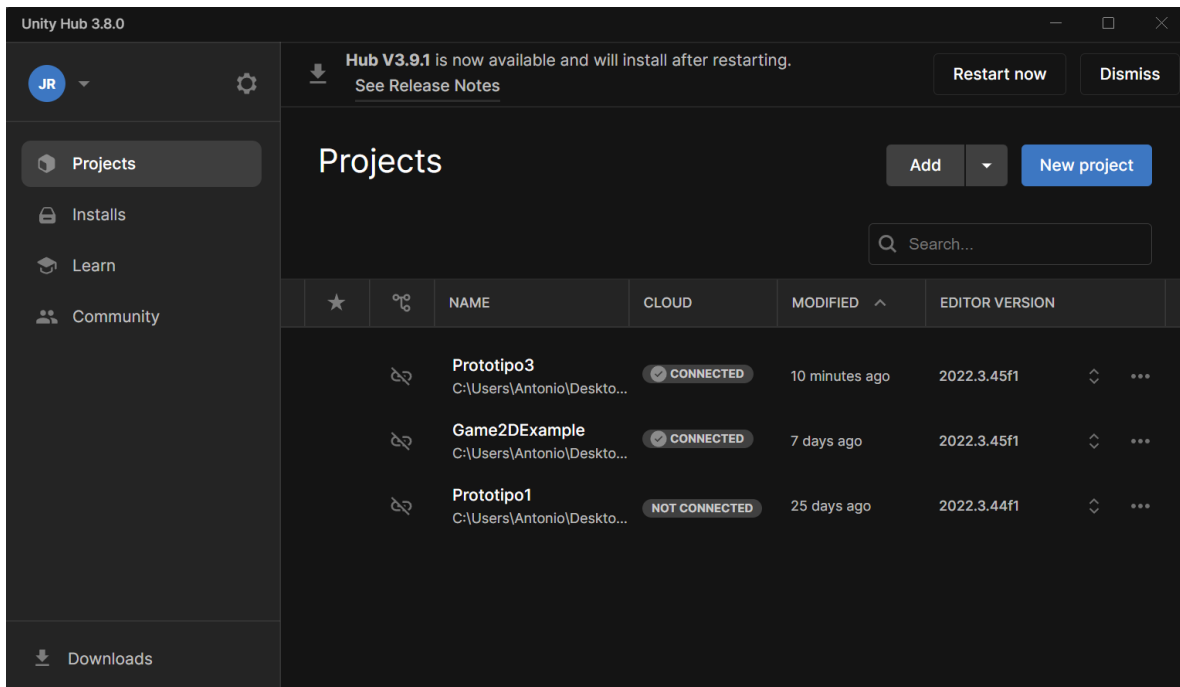 Unity Hub 3.8.0
JR
Hub V3.9.1 is now available and will install after restarting.
See Release Notes
Restart now
Dismiss
Projects
Installs
Learn
Community
Downloads
Projects
Add
New project
Search...
NAME CLOUD MODIFIED EDITOR VERSION
Prototipo3
C:\Users\Antonio\Deskto...
CONNECTED
10 minutes ago
2022.3.45f1
Game2DExample
C:\Users\Antonio\Deskto...
CONNECTED
7 days ago
2022.3.45f1
Prototipo1
C:\Users\Antonio\Deskto...
NOT CONNECTED
25 days ago
2022.3.44f1